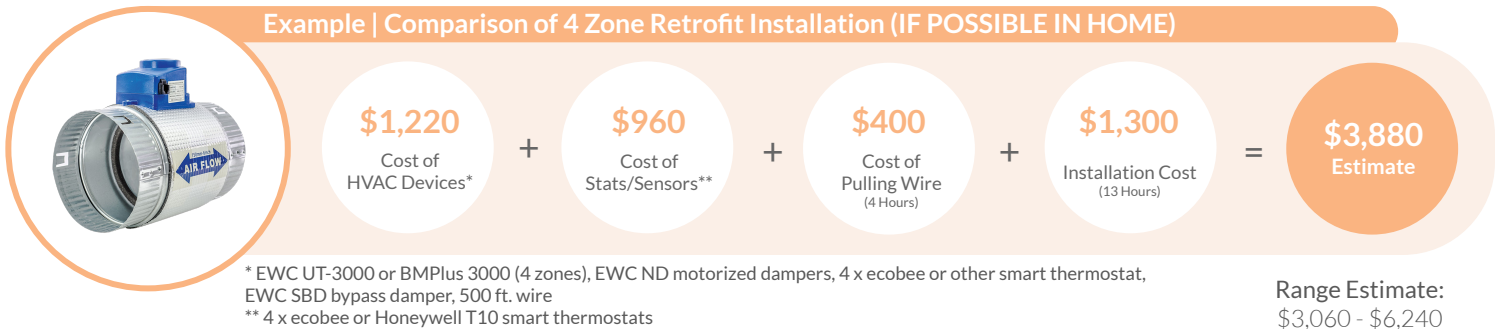 Example | Comparison of 4 Zone Retrofit Installation (IF POSSIBLE IN HOME)
AIR FLOW
$1,220
Cost of
HVAC Devices*
+
$960
Cost of
Stats/Sensors**
+
$400
Cost of
Pulling Wire
(4 Hours)
+
$1,300
Installation Cost
(13 Hours)
=
$3,880
Estimate
* EWC UT-3000 or BMPlus 3000 (4 zones), EWC ND motorized dampers, 4 x ecobee or other smart thermostat,
EWC SBD bypass damper, 500 ft. wire
** 4 x ecobee or Honeywell T10 smart thermostats
Range Estimate:
$3,060 - $6,240